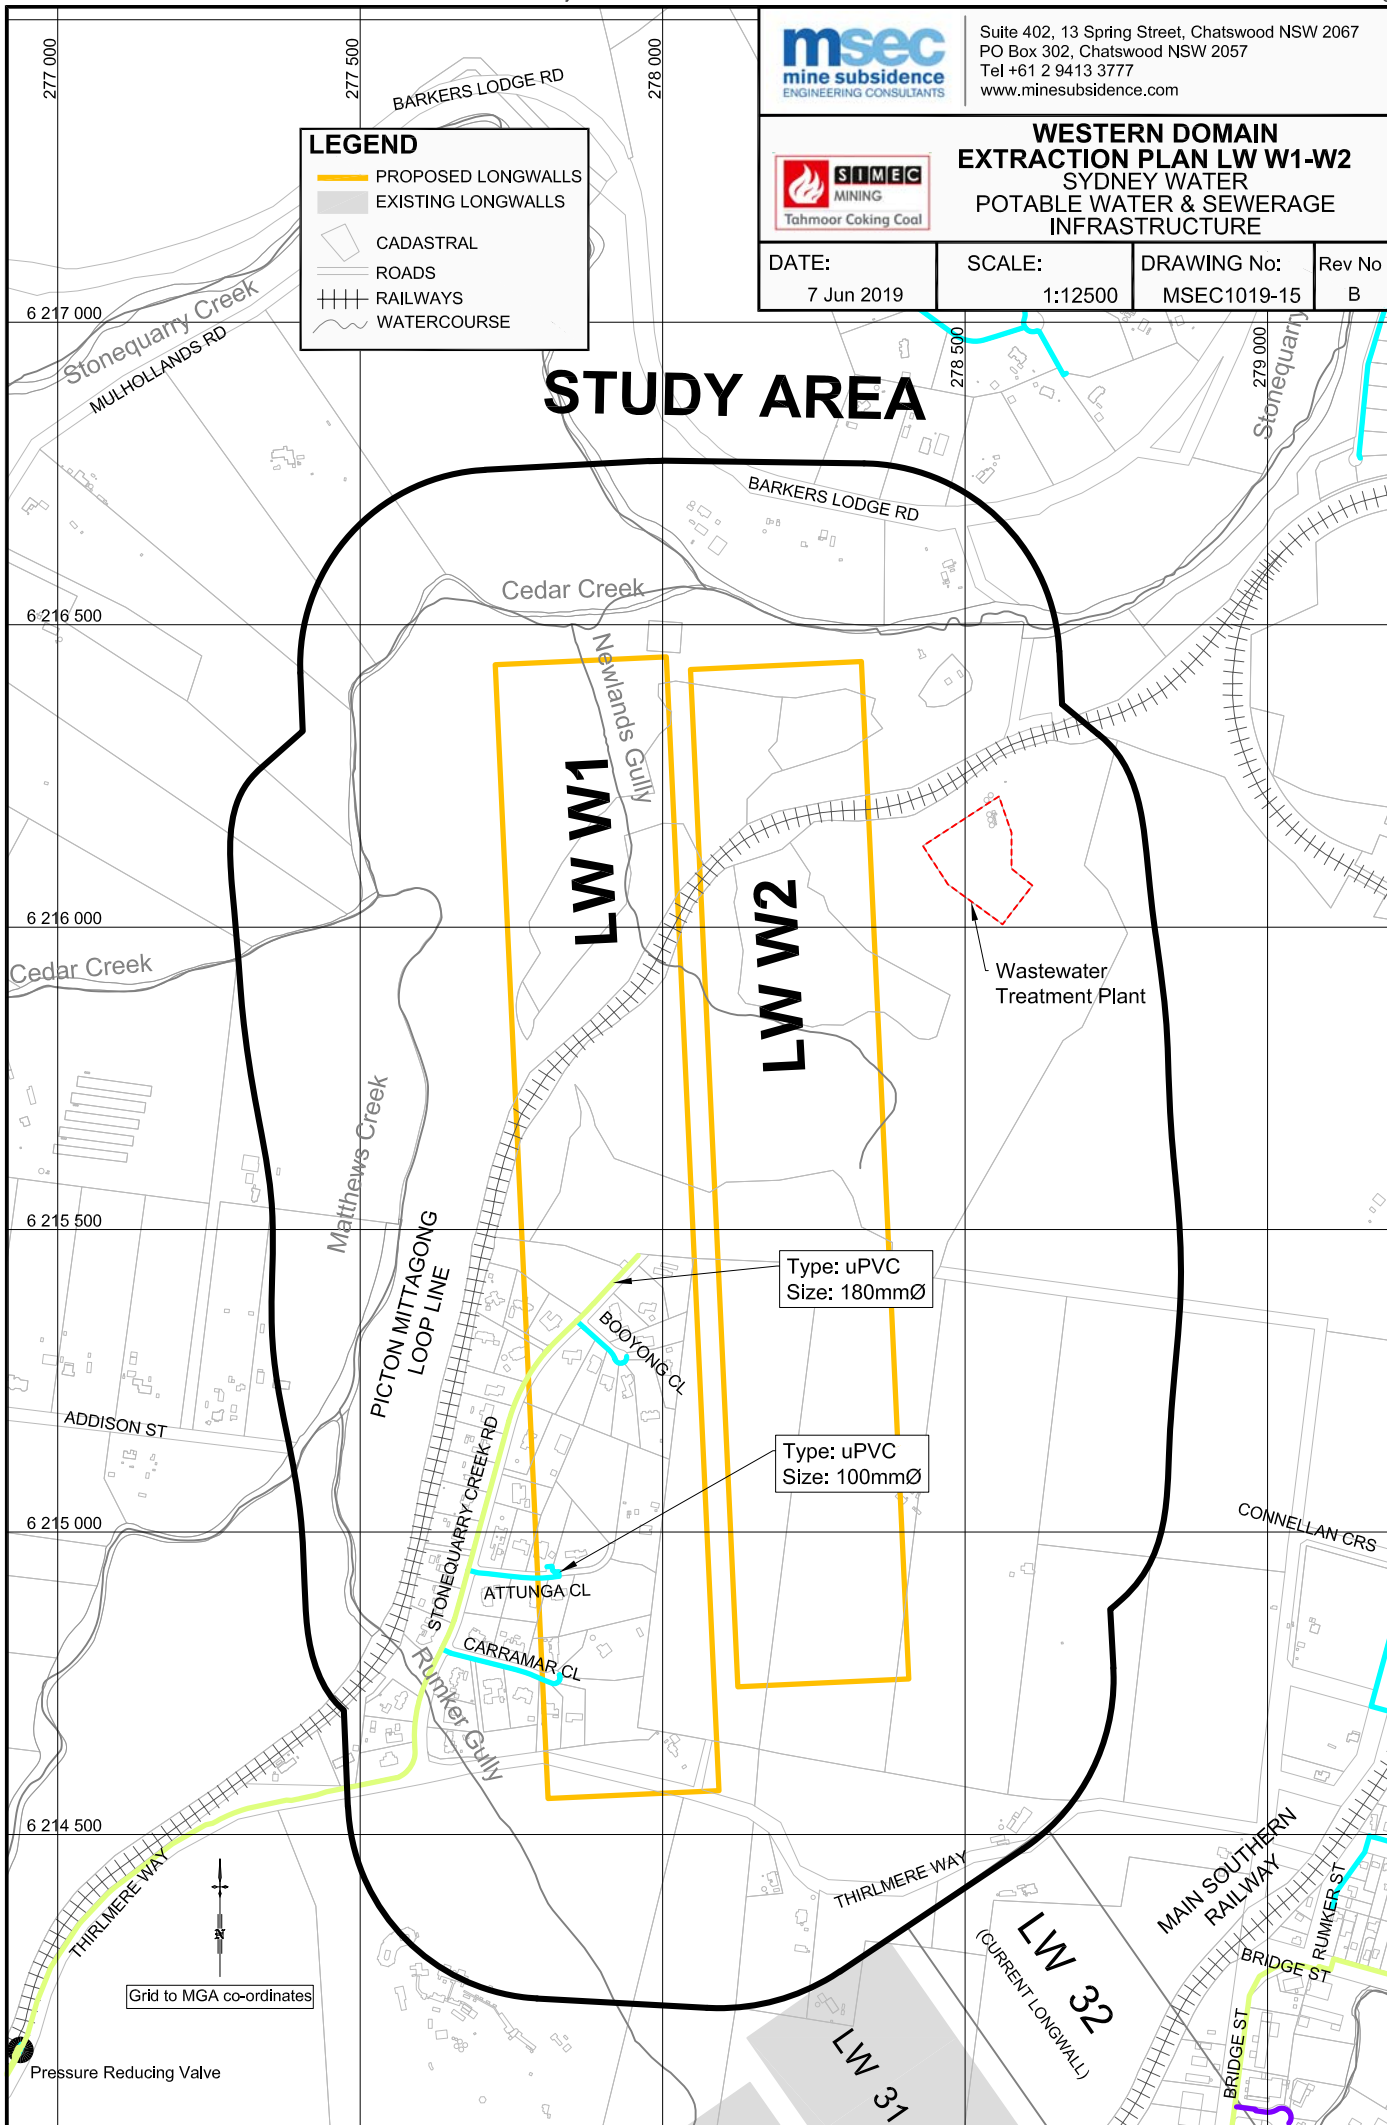 msec
mine subsidence
ENGINEERING CONSULTANTS
Suite 402, 13 Spring Street, Chatswood NSW 2067
PO Box 302, Chatswood NSW 2057
Tel +61 2 9413 3777
www.minesubsidence.com
SIMEC
MINING
Tahmoor Coking Coal
WESTERN DOMAIN
EXTRACTION PLAN LW W1-W2
SYDNEY WATER
POTABLE WATER & SEWERAGE
INFRASTRUCTURE
DATE:
7 Jun 2019
SCALE:
1:12500
DRAWING No:
MSEC1019-15
Rev No
B
277 000
277 500
278 000
BARKERS LODGE RD
LEGEND
PROPOSED LONGWALLS
EXISTING LONGWALLS
CADASTRAL
ROADS
RAILWAYS
WATERCOURSE
Stonequarry Creek
MULHOLLANDS RD
6 217 000
278 500
279 000
Stonequarry
STUDY AREA
BARKERS LODGE RD
Cedar Creek
6 216 500
Newlands Gully
LW W1
LW W2
6 216 000
Cedar Creek
Wastewater
Treatment Plant
Matthews Creek
6 215 500
PICTON MITTAGONG
LOOP LINE
Type: uPVC
Size: 180mmØ
BOOYONG CL
ADDISON ST
STONEQUARRY CREEK RD
Type: uPVC
Size: 100mmØ
6 215 000
CONNELLAN CRS
ATTUNGA CL
CARRAMAR CL
Rumker Gully
6 214 500
THIRLMERE WAY
THIRLMERE WAY
MAIN SOUTHERN
RAILWAY
RUMKER ST
BRIDGE ST
BRIDGE ST
LW 32
(CURRENT LONGWALL)
LW 31
N
Grid to MGA co-ordinates
Pressure Reducing Valve